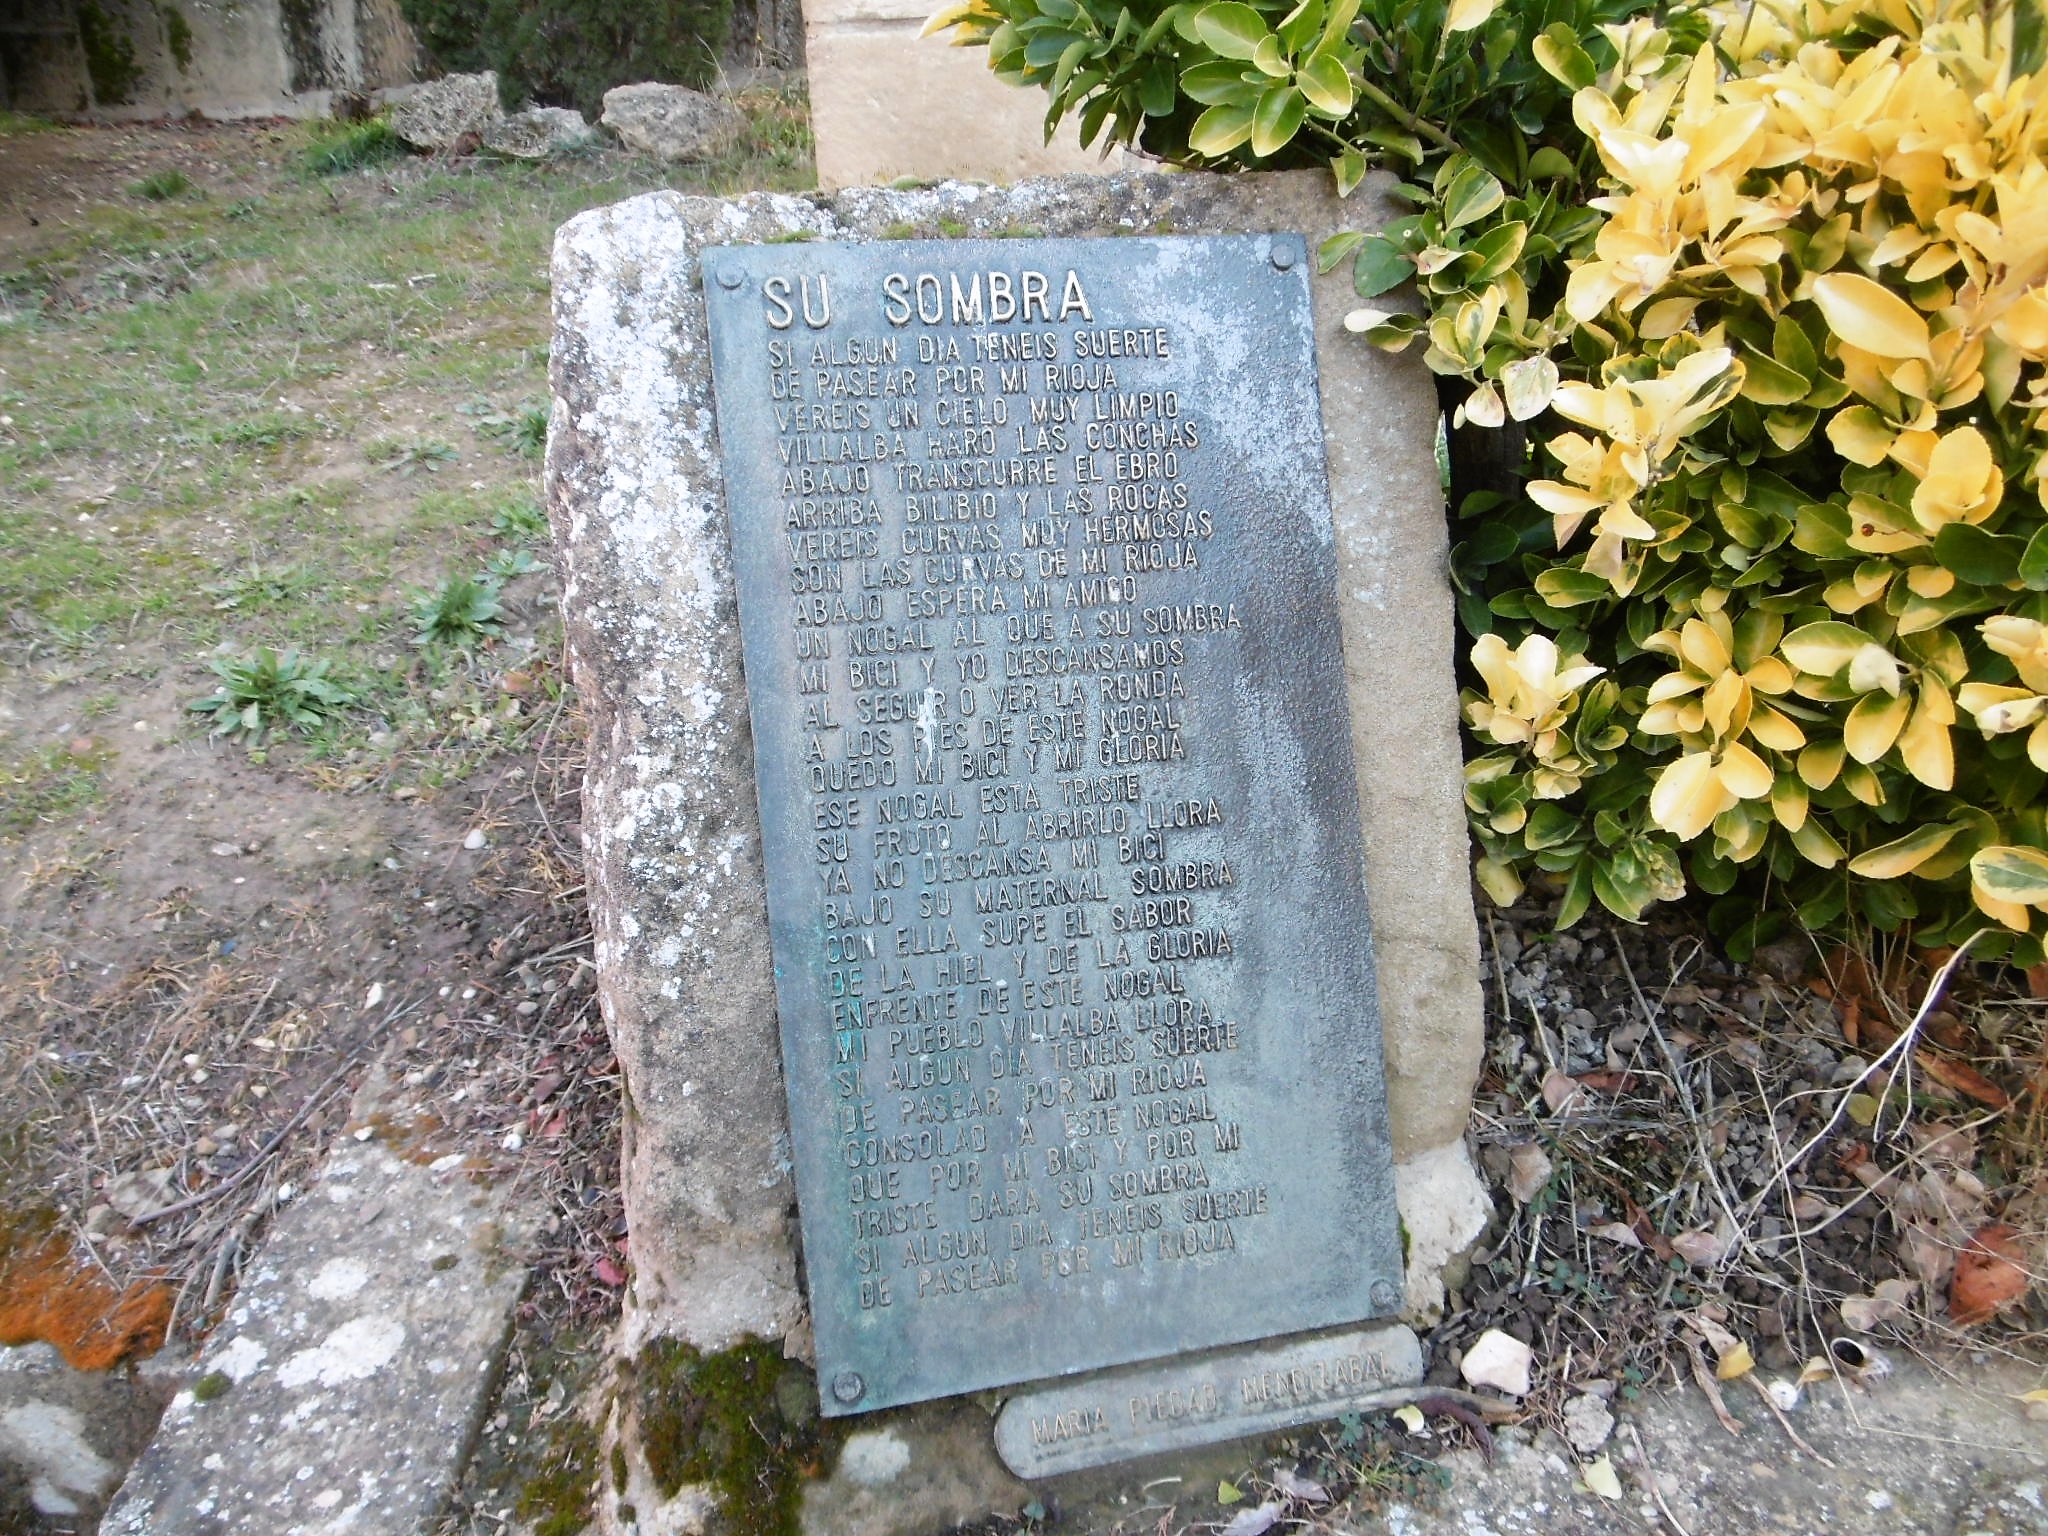 SU SOMBRA
SI ALGUN DIA TENEIS SUERTE
DE PASEAR POR MI RIOJA
VEREIS UN CIELO MUY LIMPIO
VILLALBA HARO LAS CONCHAS
ABAJO TRANSCURRE EL EBRO
ARRIBA BILIBIO Y LAS ROCAS
VEREIS CURVAS MUY HERMOSAS
SON LAS CURVAS DE MI RIOJA
ABAJO ESPERA MI AMIGO
UN NOGAL AL QUE A SU SOMBRA
MI BICI Y YO DESCANSAMOS
AL SEGUIR O VER LA RONDA
A LOS PIES DE ESTE NOGAL
QUEDO MI BICI Y MI GLORIA
ESE NOGAL ESTA TRISTE
SU FRUTO AL ABRIRLO LLORA
YA NO DESCANSA MI BICI
BAJO SU MATERNAL SOMBRA
CON ELLA SUPE EL SABOR
DE LA HIEL Y DE LA GLORIA
ENFRENTE DE ESTE NOGAL
MI PUEBLO VILLALBA LLORA
SI ALGUN DIA TENEIS SUERTE
DE PASEAR POR MI RIOJA
CONSOLAD A ESTE NOGAL
QUE POR MI BICI Y POR MI
TRISTE DARA SU SOMBRA
SI ALGUN DIA TENEIS SUERTE
DE PASEAR POR MI RIOJA
MARIA PIEDAD MENDIZABAL